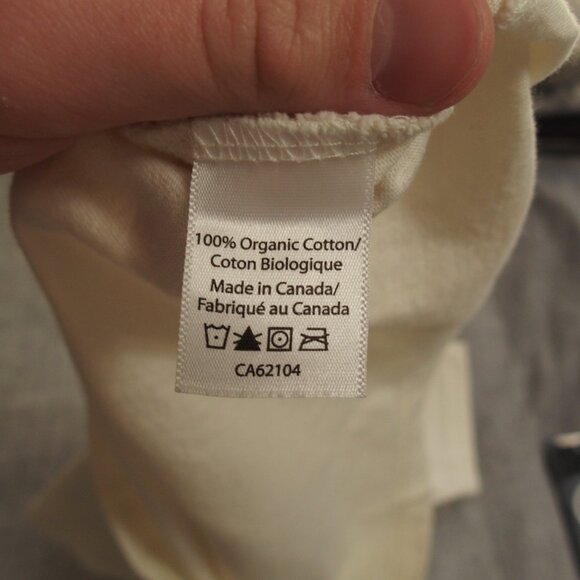 100% Organic Cotton/
Coton Biologique
Made in Canada/
Fabriqué au Canada
CA62104